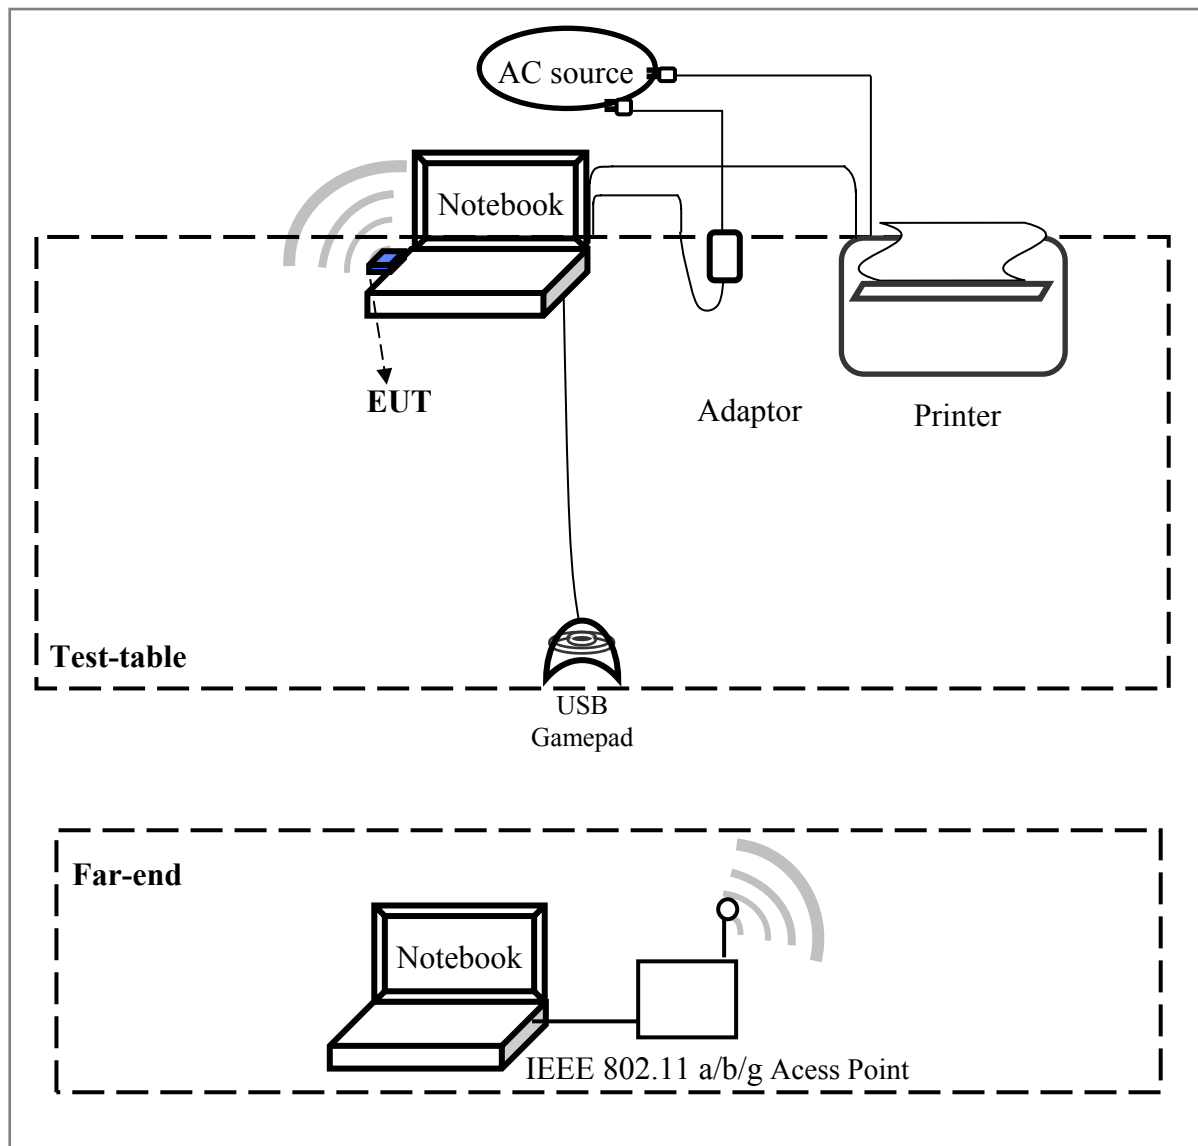 AC source
Notebook
EUT
Adaptor
Printer
Test-table
USB
Gamepad
Far-end
Notebook
IEEE 802.11 a/b/g Acess Point